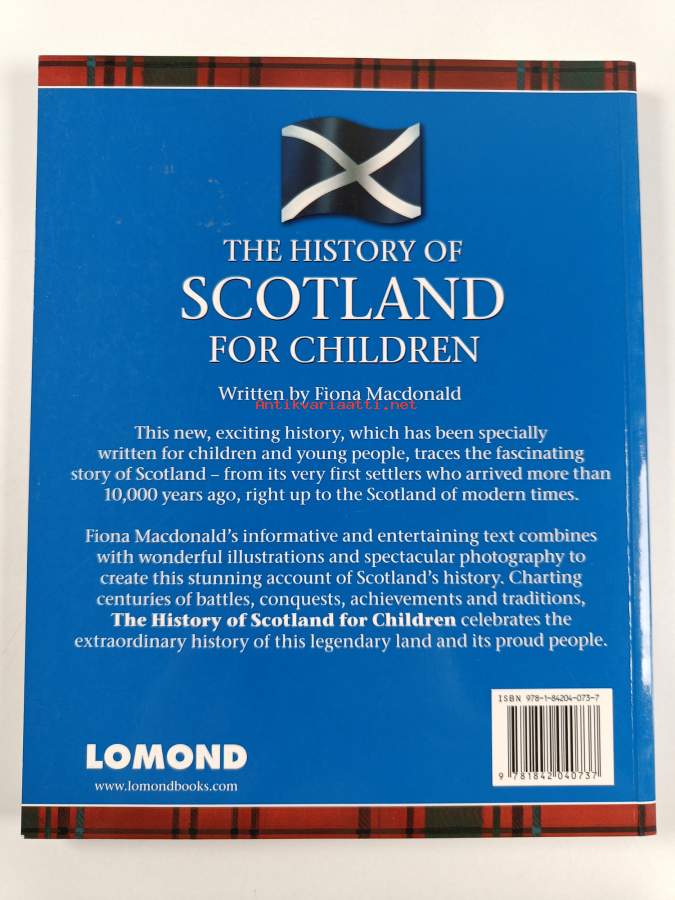 THE HISTORY OF
SCOTLAND
FOR CHILDREN
Written by Fiona Macdonald
Antikvariaatti.net
This new, exciting history, which has been specially
written for children and young people, traces the fascinating
story of Scotland – from its very first settlers who arrived more than
10,000 years ago, right up to the Scotland of modern times.
Fiona Macdonald's informative and entertaining text combines
with wonderful illustrations and spectacular photography to
create this stunning account of Scotland's history. Charting
centuries of battles, conquests, achievements and traditions,
The History of Scotland for Children celebrates the
extraordinary history of this legendary land and its proud people.
ISBN 978-1-84204-073-7
9 781842 040737
LOMOND
www.lomondbooks.com